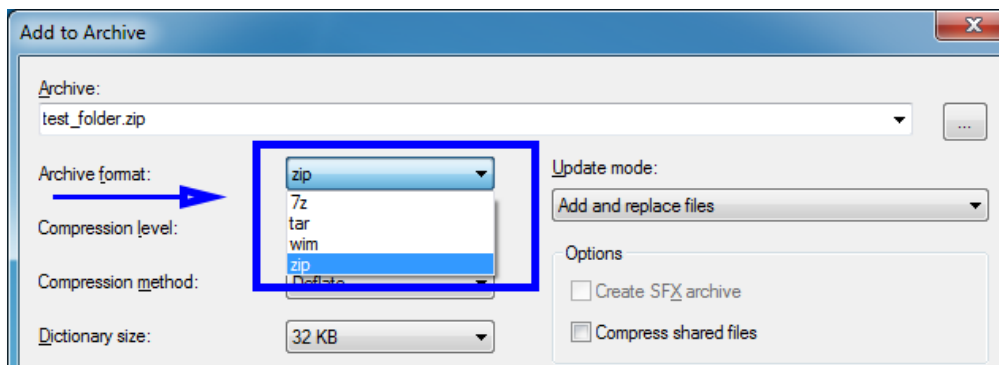 Add to Archive
Archive:
test_folder.zip
...
Archive format:
zip
Update mode:
7z
Add and replace files
tar
Compression level:
wim
zip
Options
Compression method:
Deflate
Create SFX archive
Dictionary size:
32 KB
Compress shared files